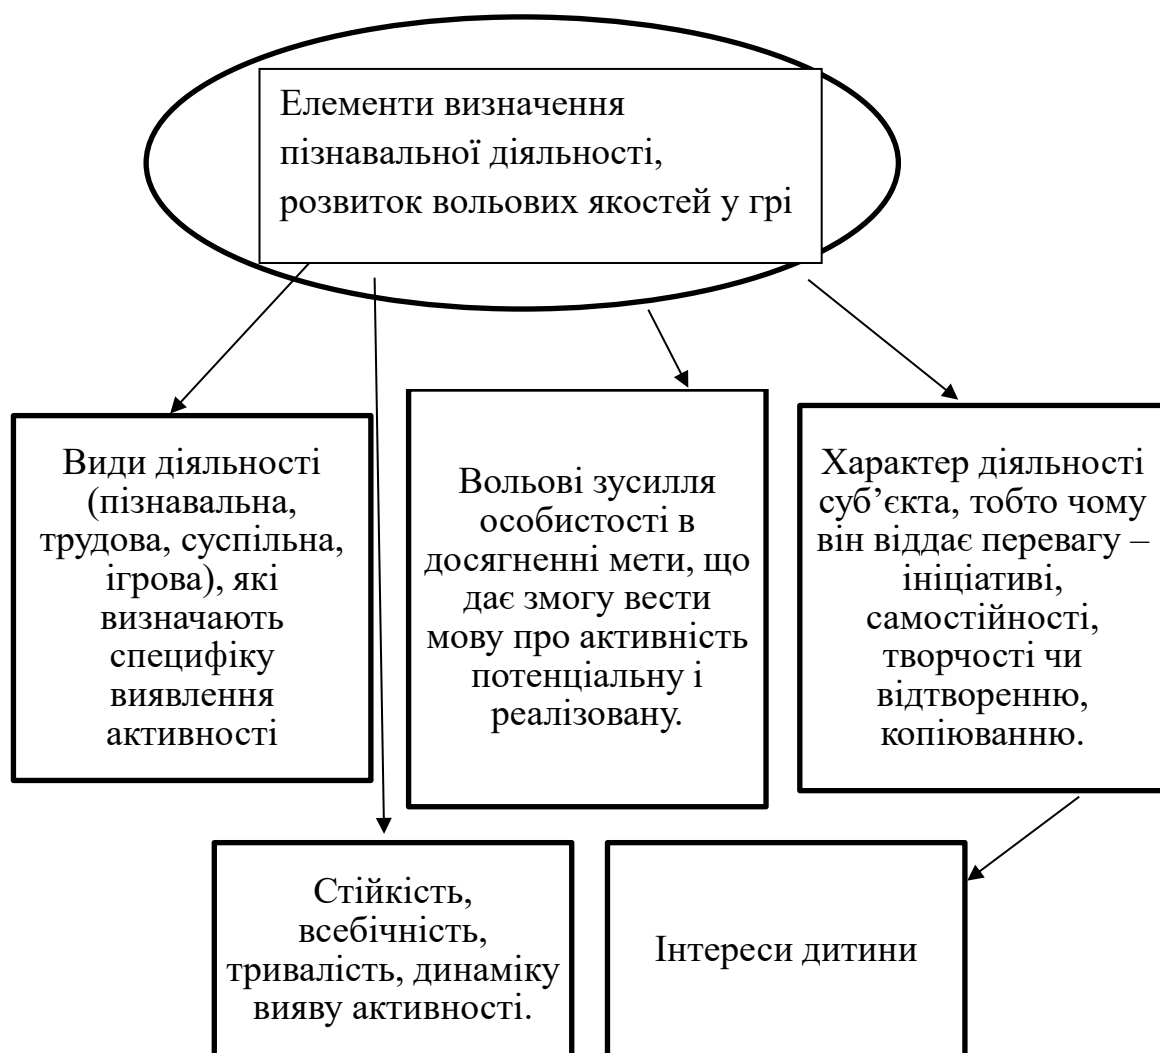 Елементи визначення
пізнавальної діяльності,
розвиток вольових якостей у грі
Види діяльності
(пізнавальна,
трудова, суспільна,
ігрова), які
визначають
специфіку
виявлення
активності
Вольові зусилля
особистості в
досягненні мети, що
дає змогу вести
мову про активність
потенціальну і
реалізовану.
Характер діяльності
суб’єкта, тобто чому
він віддає перевагу –
ініціативі,
самостійності,
творчості чи
відтворенню,
копіюванню.
Стійкість,
всебічність,
тривалість, динаміку
вияву активності.
Інтереси дитини